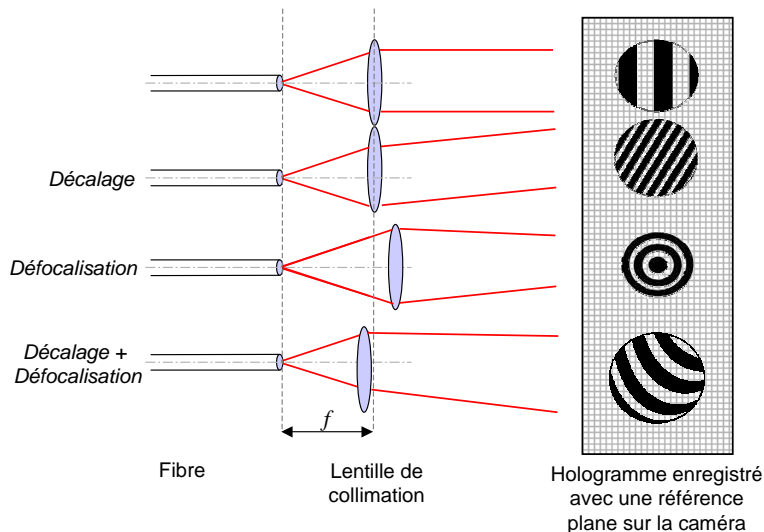 Décalage
Défocalisation
Décalage +
Défocalisation
f
Fibre
Lentille de
collimation
Hologramme enregistré
avec une référence
plane sur la caméra